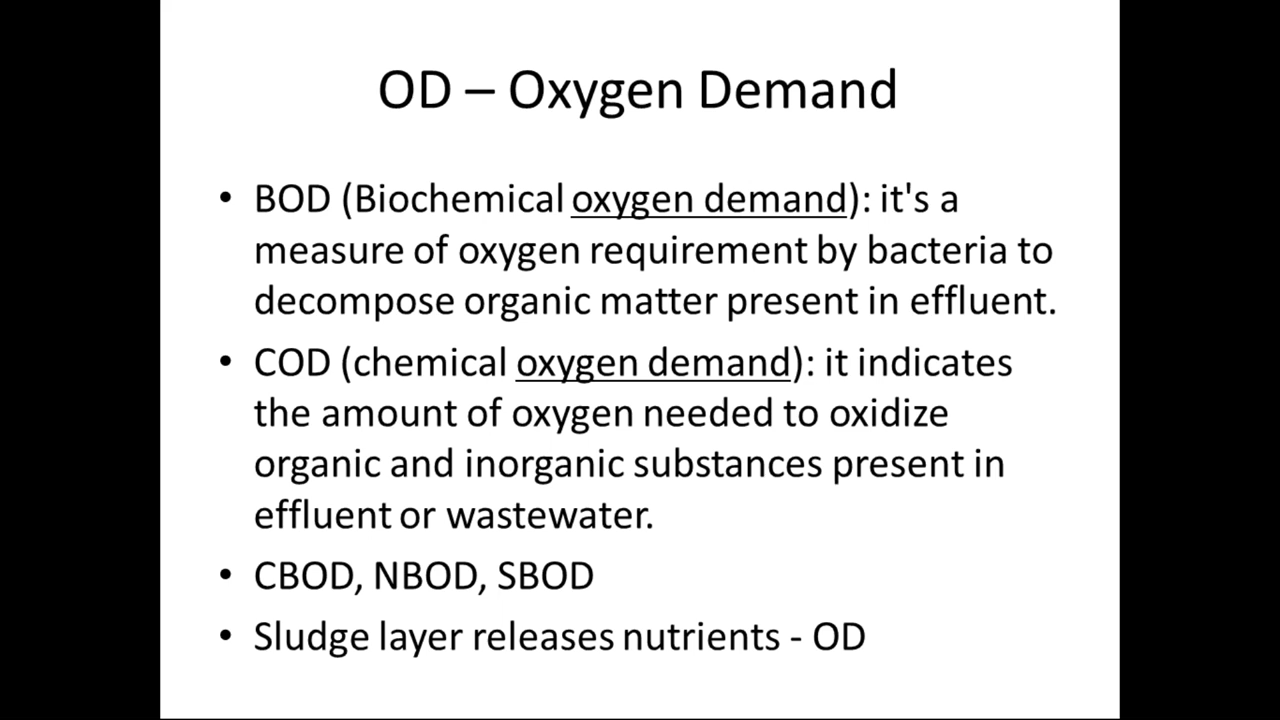 OD – Oxygen Demand
• BOD (Biochemical oxygen demand): it's a
measure of oxygen requirement by bacteria to
decompose organic matter present in effluent.
• COD (chemical oxygen demand): it indicates
the amount of oxygen needed to oxidize
organic and inorganic substances present in
effluent or wastewater.
• CBOD, NBOD, SBOD
• Sludge layer releases nutrients - OD